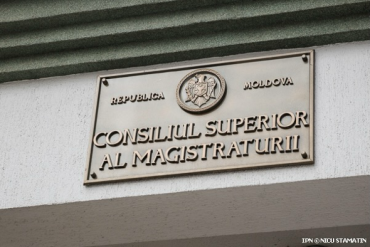 REPUBLICA MOLDOVA
CONSILIUL SUPERIOR
AL MAGISTRATURII
IPN © NICU STAMATIN